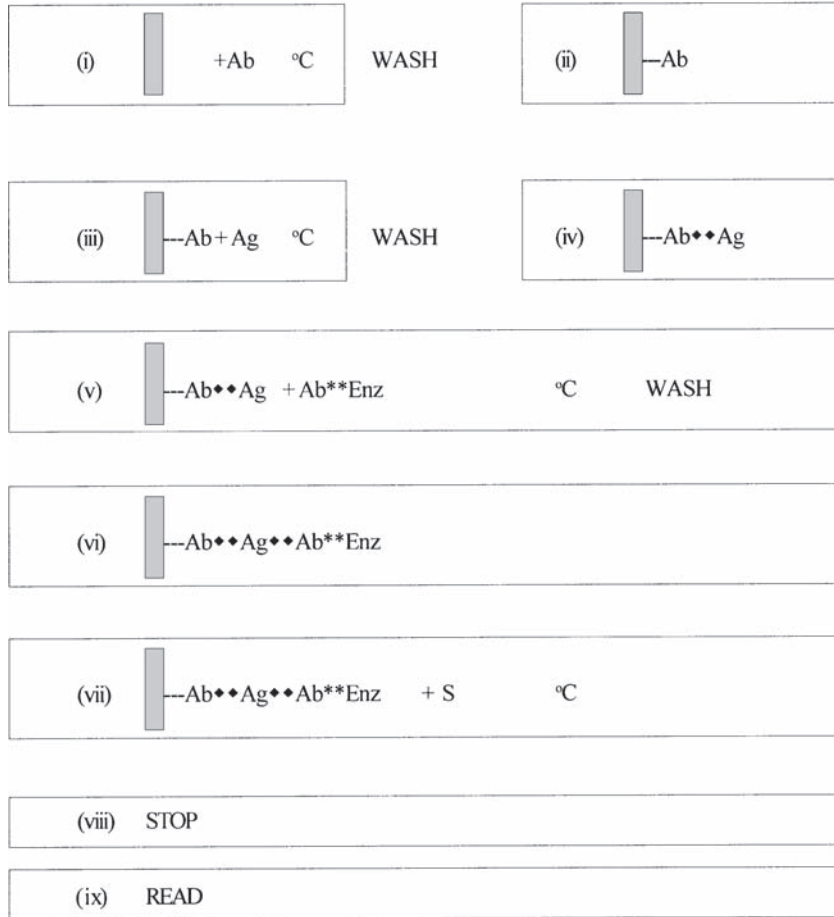 (i) +Ab °C WASH (ii) ---Ab
(iii) ---Ab + Ag °C WASH (iv) ---Ab◆◆Ag
(v) ---Ab◆◆Ag + Ab**Enz °C WASH
(vi) ---Ab◆◆Ag◆◆Ab**Enz
(vii) ---Ab◆◆Ag◆◆Ab**Enz + S °C
(viii) STOP
(ix) READ